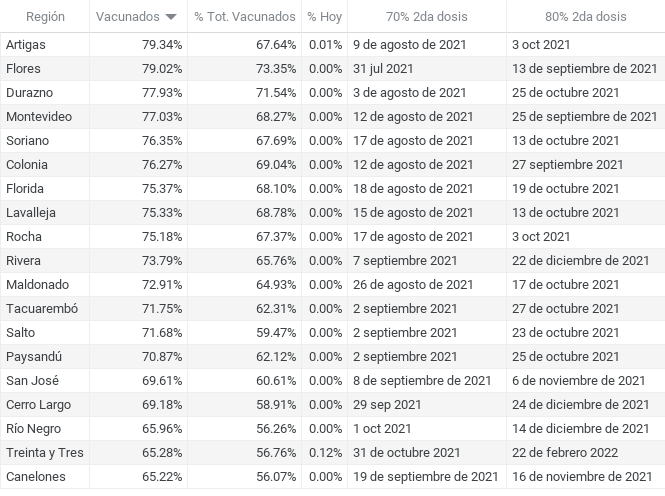 Región Vacunados % Tot. Vacunados % Hoy 70% 2da dosis 80% 2da dosis
Artigas 79.34% 67.64% 0.01% 9 de agosto de 2021 3 oct 2021
Flores 79.02% 73.35% 0.00% 31 jul 2021 13 de septiembre de 2021
Durazno 77.93% 71.54% 0.00% 3 de agosto de 2021 25 de octubre de 2021
Montevideo 77.03% 68.27% 0.00% 12 de agosto de 2021 25 de septiembre de 2021
Soriano 76.35% 67.69% 0.00% 17 de agosto de 2021 13 de octubre de 2021
Colonia 76.27% 69.04% 0.00% 12 de agosto de 2021 27 septiembre 2021
Florida 75.37% 68.10% 0.00% 18 de agosto de 2021 19 de octubre de 2021
Lavalleja 75.33% 68.78% 0.00% 15 de agosto de 2021 13 de octubre de 2021
Rocha 75.18% 67.37% 0.00% 17 de agosto de 2021 3 oct 2021
Rivera 73.79% 65.76% 0.00% 7 septiembre 2021 22 de diciembre de 2021
Maldonado 72.91% 64.93% 0.00% 26 de agosto de 2021 17 de octubre de 2021
Tacuarembó 71.75% 62.31% 0.00% 2 septiembre 2021 27 de octubre de 2021
Salto 71.68% 59.47% 0.00% 2 septiembre 2021 23 de octubre de 2021
Paysandú 70.87% 62.12% 0.00% 2 septiembre 2021 25 de octubre de 2021
San José 69.61% 60.61% 0.00% 8 de septiembre de 2021 6 de noviembre de 2021
Cerro Largo 69.18% 58.91% 0.00% 29 sep 2021 24 de diciembre de 2021
Río Negro 65.96% 56.26% 0.00% 1 oct 2021 14 de diciembre de 2021
Treinta y Tres 65.28% 56.76% 0.12% 31 de octubre de 2021 22 de febrero 2022
Canelones 65.22% 56.07% 0.00% 19 de septiembre de 2021 16 de noviembre de 2021